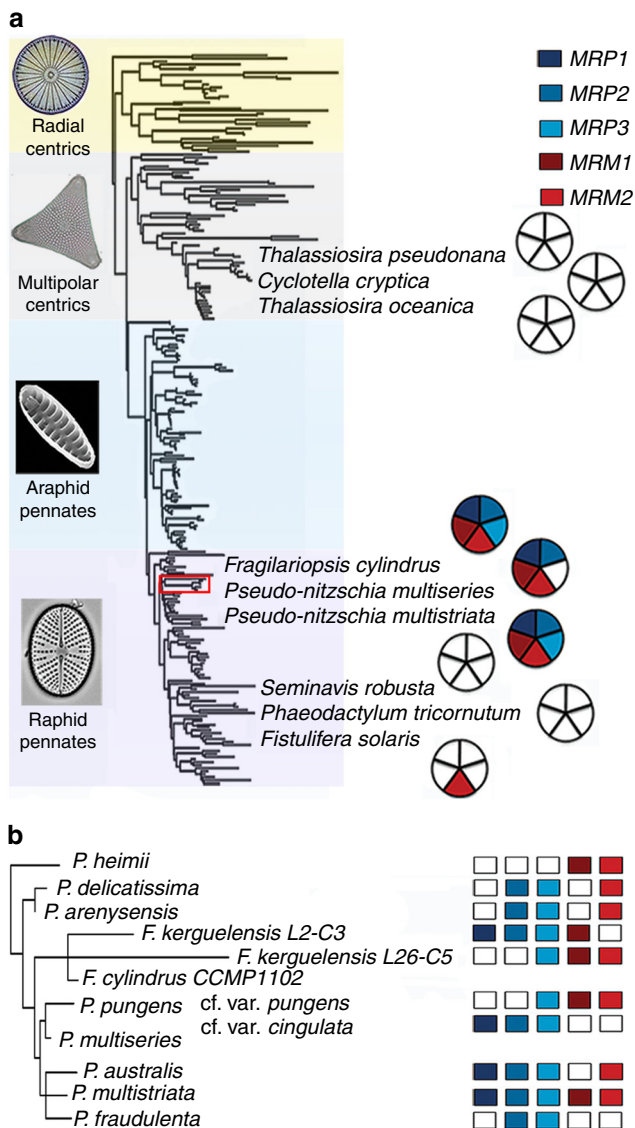 a
Radial
centrics
Multipolar
centrics
Araphid
pennates
Raphid
pennates
MRP1
MRP2
MRP3
MRM1
MRM2
Thalassiosira pseudonana
Cyclotella cryptica
Thalassiosira oceanica
Fragilariopsis cylindrus
Pseudo-nitzschia multiseries
Pseudo-nitzschia multistriata
Seminavis robusta
Phaeodactylum tricornutum
Fistulifera solaris
b
P. heimii
P. delicatissima
P. arenysensis
F. kerguelensis L2-C3
F. kerguelensis L26-C5
F. cylindrus CCMP1102
P. pungens cf. var. pungens
cf. var. cingulata
P. multiseries
P. australis
P. multistriata
P. fraudulenta